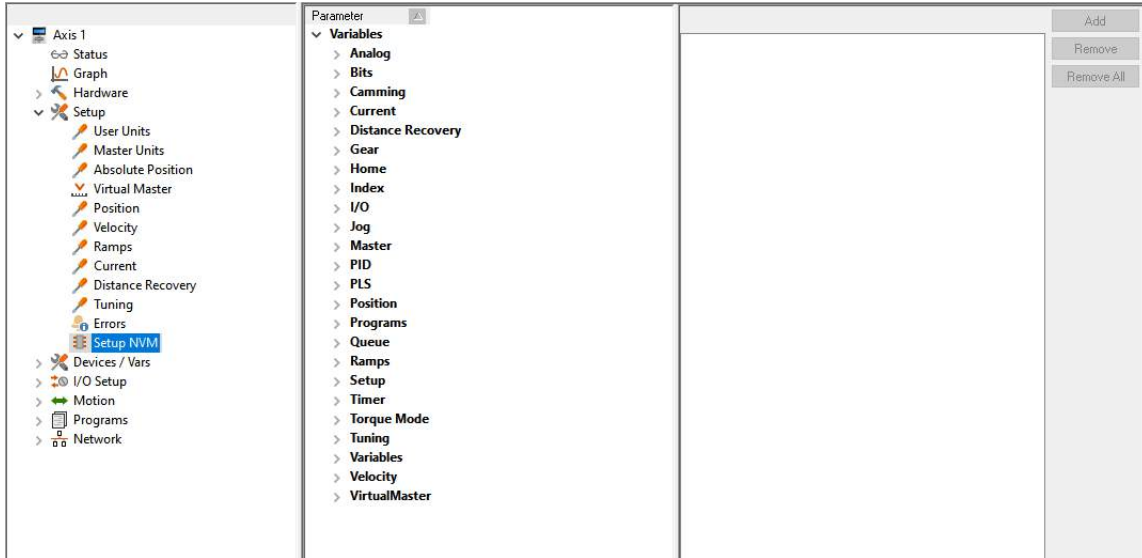 Axis 1
Status
Graph
Hardware
Setup
User Units
Master Units
Absolute Position
Virtual Master
Position
Velocity
Ramps
Current
Distance Recovery
Tuning
Errors
Setup NVM
Devices / Vars
I/O Setup
Motion
Programs
Network
Parameter
Variables
Analog
Bits
Camming
Current
Distance Recovery
Gear
Home
Index
I/O
Jog
Master
PID
PLS
Position
Programs
Queue
Ramps
Setup
Timer
Torque Mode
Tuning
Variables
Velocity
VirtualMaster
Add
Remove
Remove All